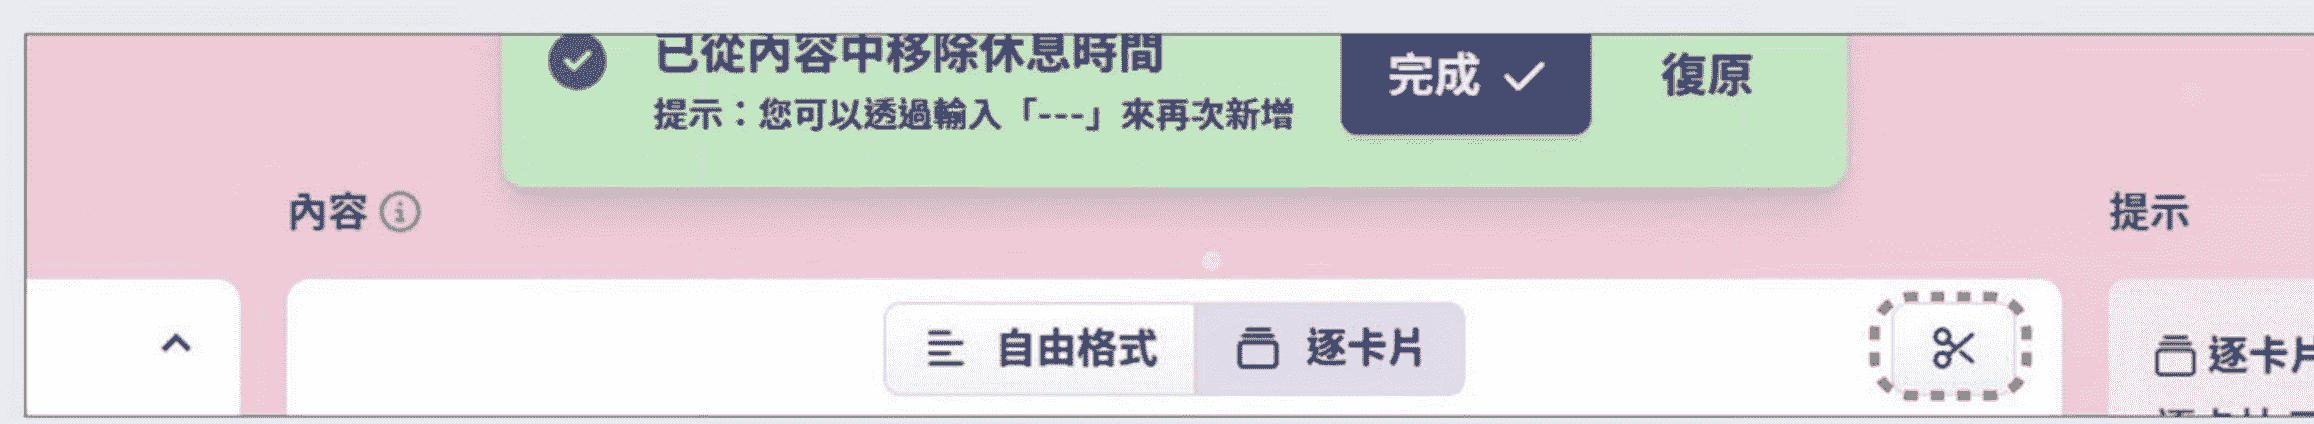 已從內容中移除休息時間
提示：您可以透過輸入「---」來再次新增
完成
復原
內容
提示
自由格式
逐卡片
逐卡片